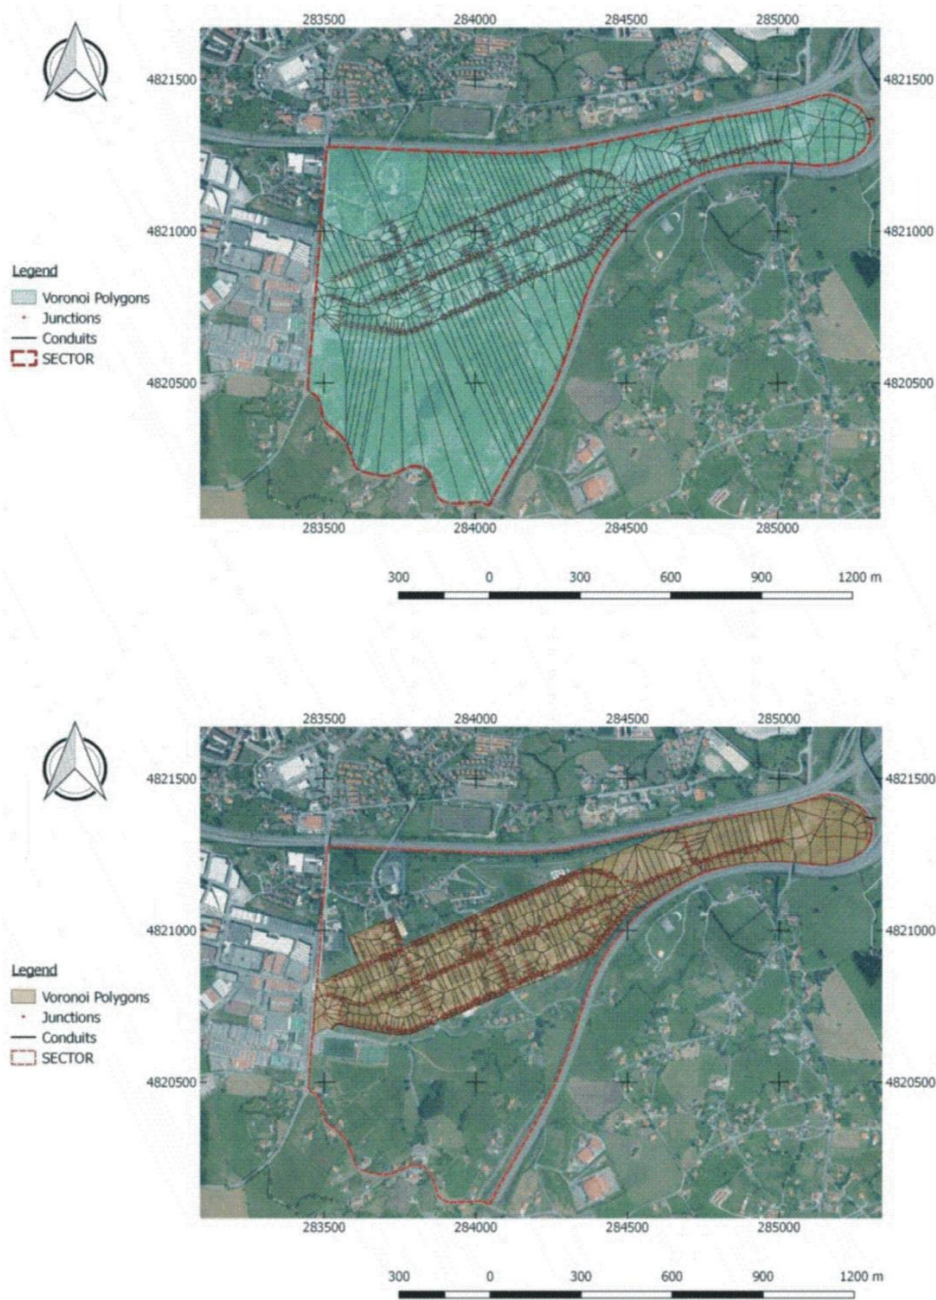 283500 284000 284500 285000
4821500 4821500
4821000 4821000
Legend
Voronoi Polygons
Junctions
Conduits
SECTOR
4820500 4820500
283500 284000 284500 285000
300 0 300 600 900 1200 m
283500 284000 284500 285000
4821500 4821500
4821000 4821000
Legend
Voronoi Polygons
Junctions
Conduits
SECTOR
4820500 4820500
283500 284000 284500 285000
300 0 300 600 900 1200 m